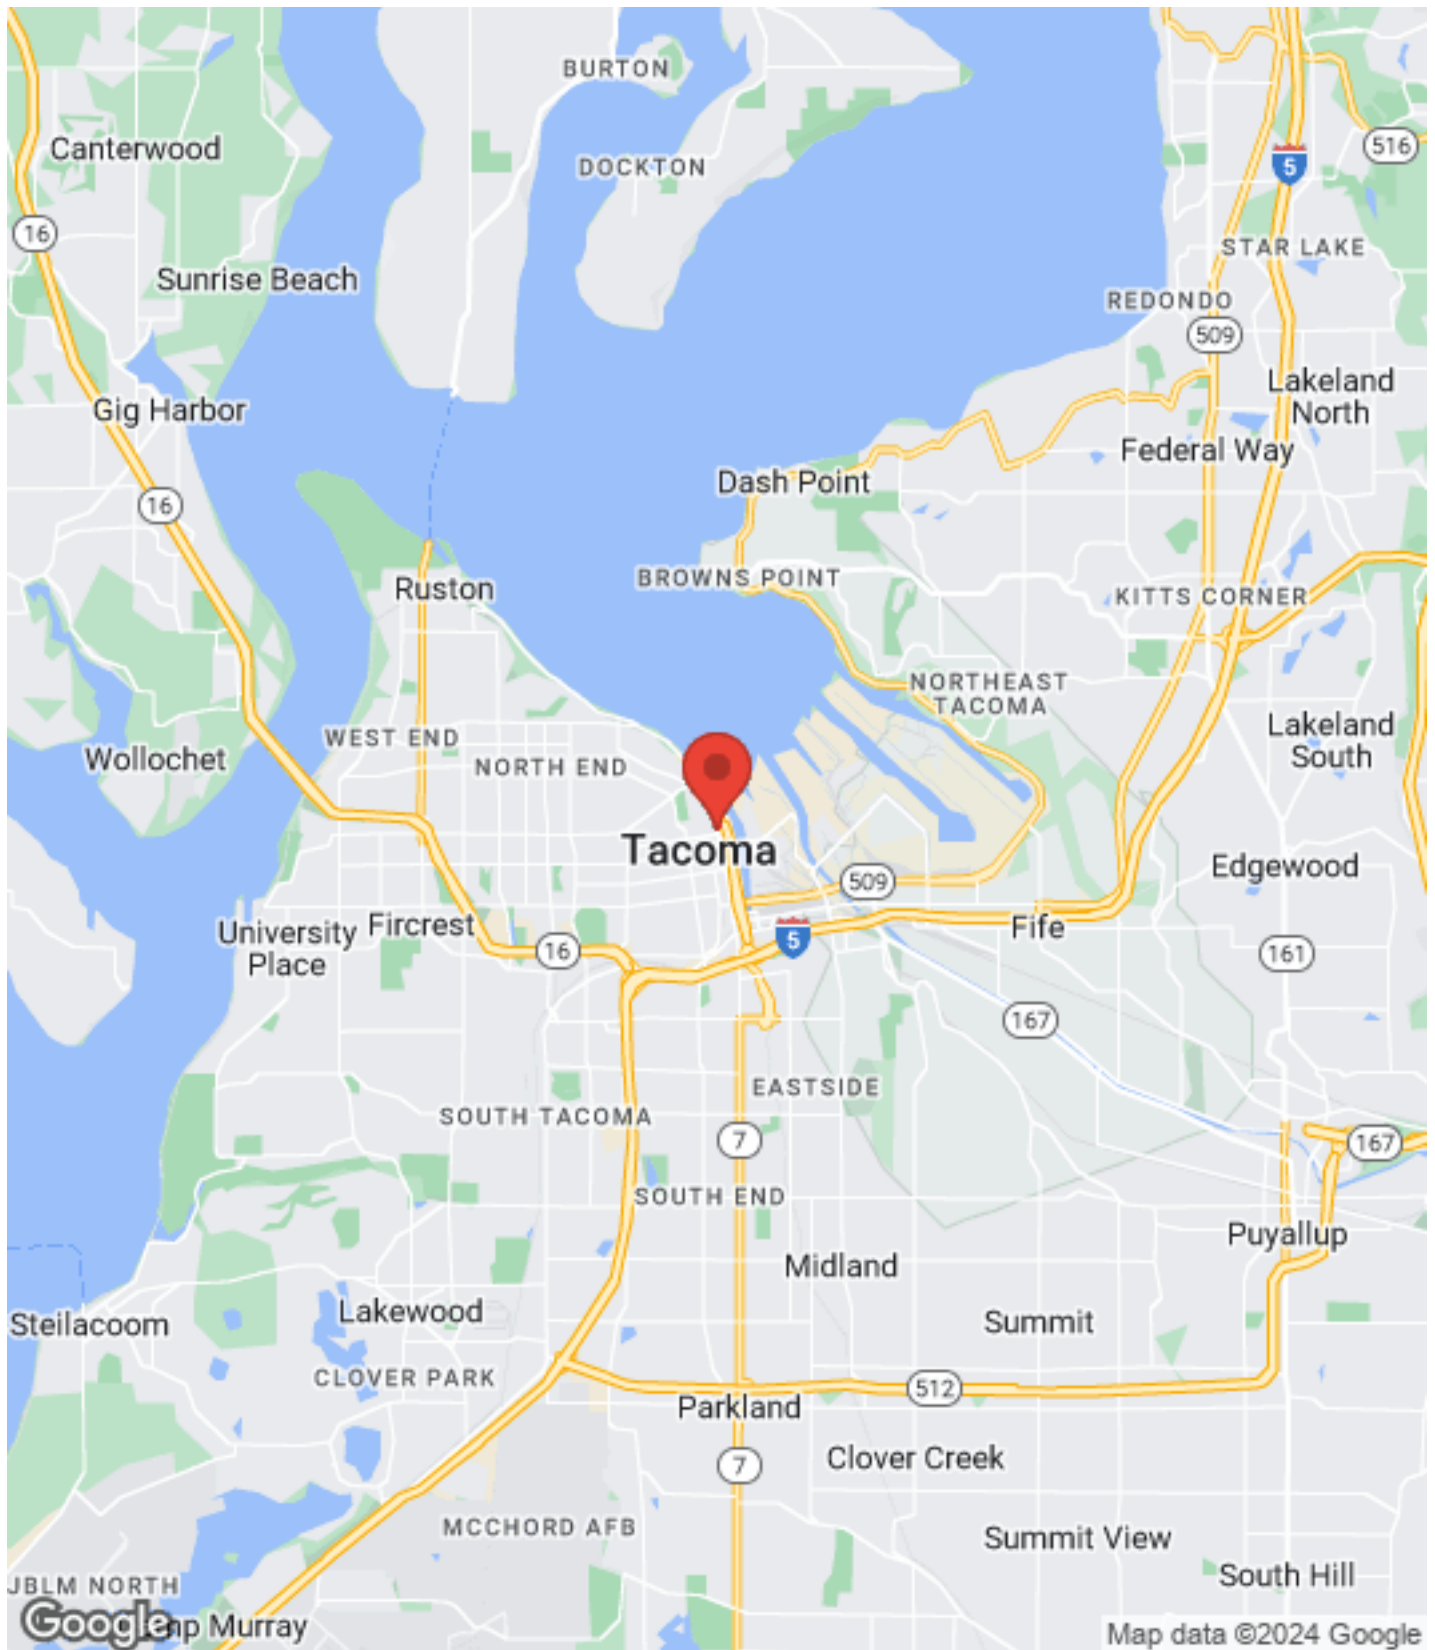 BURTON
Canterwood
516
5
DOCKTON
16
STAR LAKE
Sunrise Beach
REDONDO
509
Lakeland
North
Gig Harbor
Federal Way
Dash Point
16
BROWNS POINT
Ruston
KITTS CORNER
NORTHEAST
TACOMA
WEST END
Lakeland
South
Wollochet
NORTH END
Tacoma
Edgewood
509
University
Place
Fircrest
Fife
5
16
161
167
EASTSIDE
SOUTH TACOMA
7
167
SOUTH END
Puyallup
Midland
Lakewood
Steilacoom
Summit
CLOVER PARK
512
Parkland
Clover Creek
7
MCCHORD AFB
Summit View
South Hill
JBLM NORTH
Google
Murray
Map data ©2024 Google